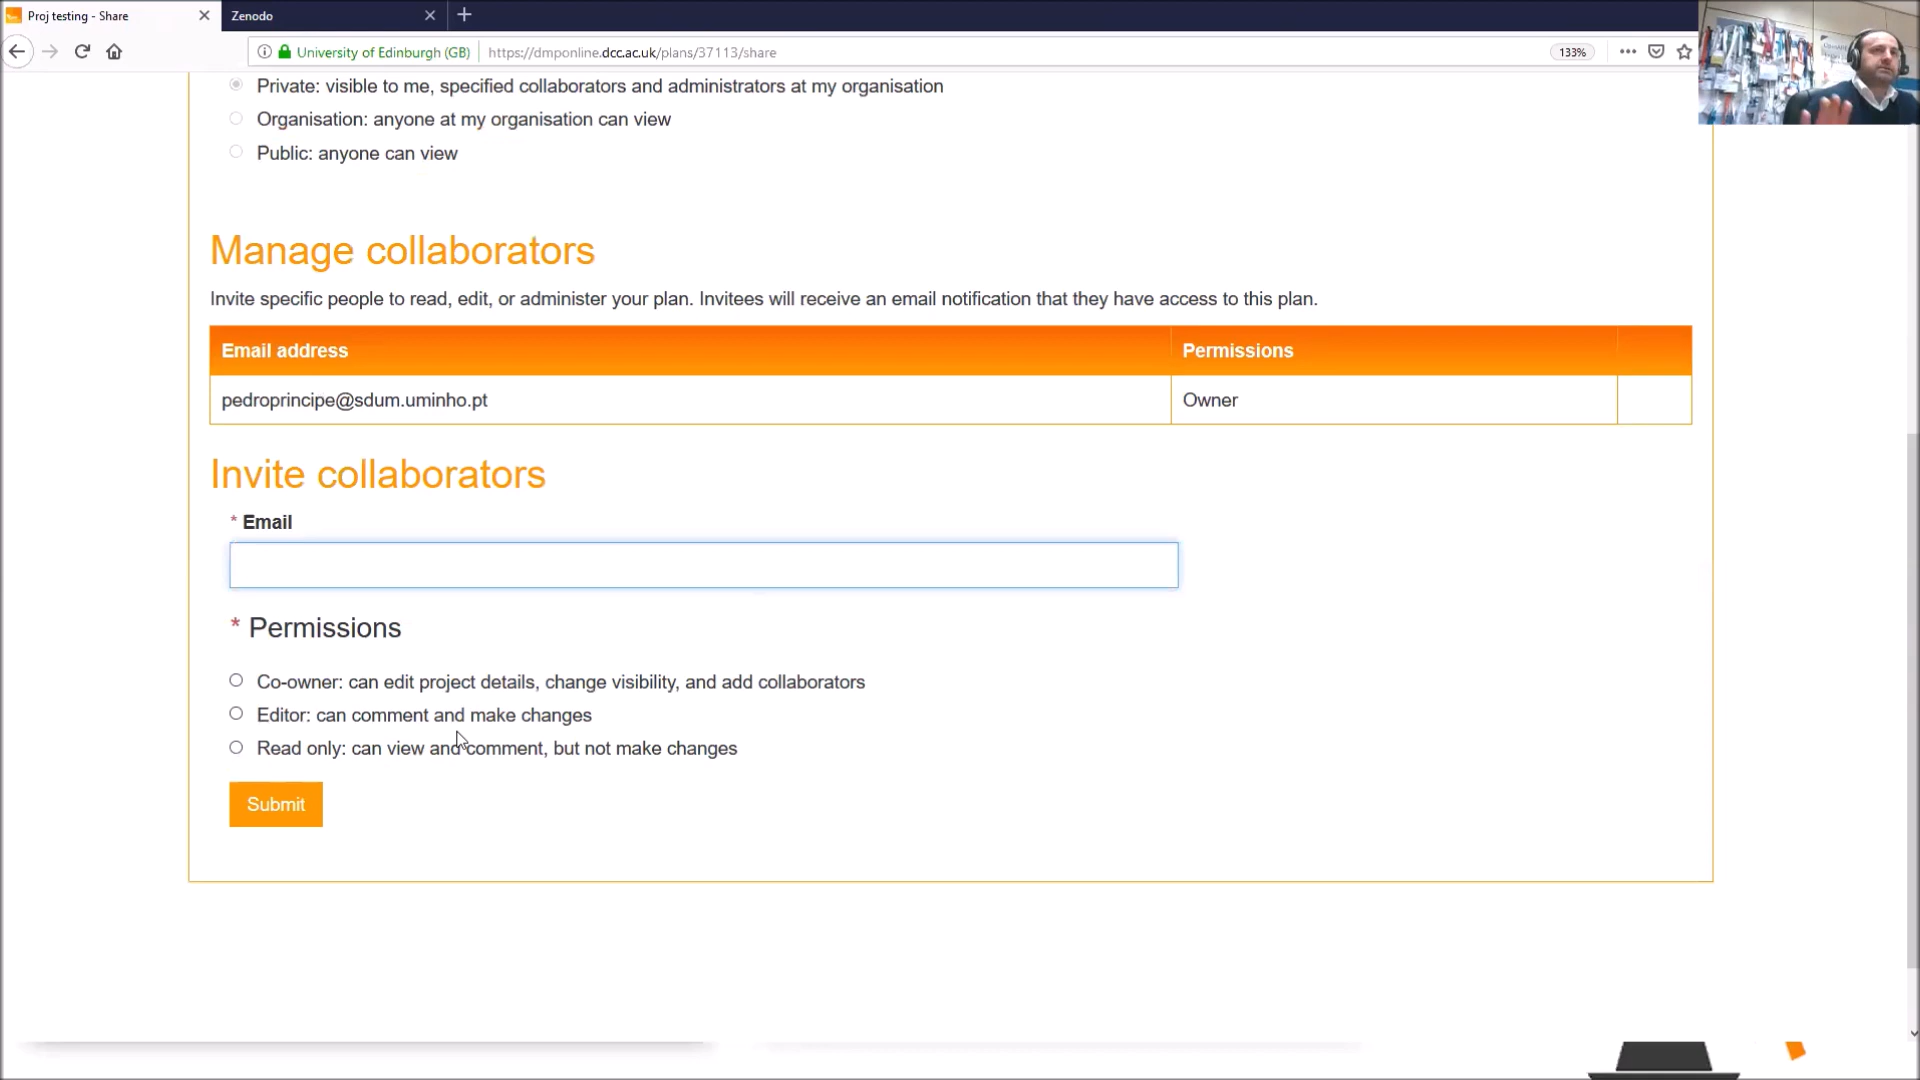 Proj testing - Share
Zenodo
University of Edinburgh (GB)
https://dmponline.dcc.ac.uk/plans/37113/share
133%
Private: visible to me, specified collaborators and administrators at my organisation
Organisation: anyone at my organisation can view
Public: anyone can view
Manage collaborators
Invite specific people to read, edit, or administer your plan. Invitees will receive an email notification that they have access to this plan.
Email address Permissions
pedroprincipe@sdum.uminho.pt Owner
Invite collaborators
* Email
* Permissions
Co-owner: can edit project details, change visibility, and add collaborators
Editor: can comment and make changes
Read only: can view and comment, but not make changes
Submit